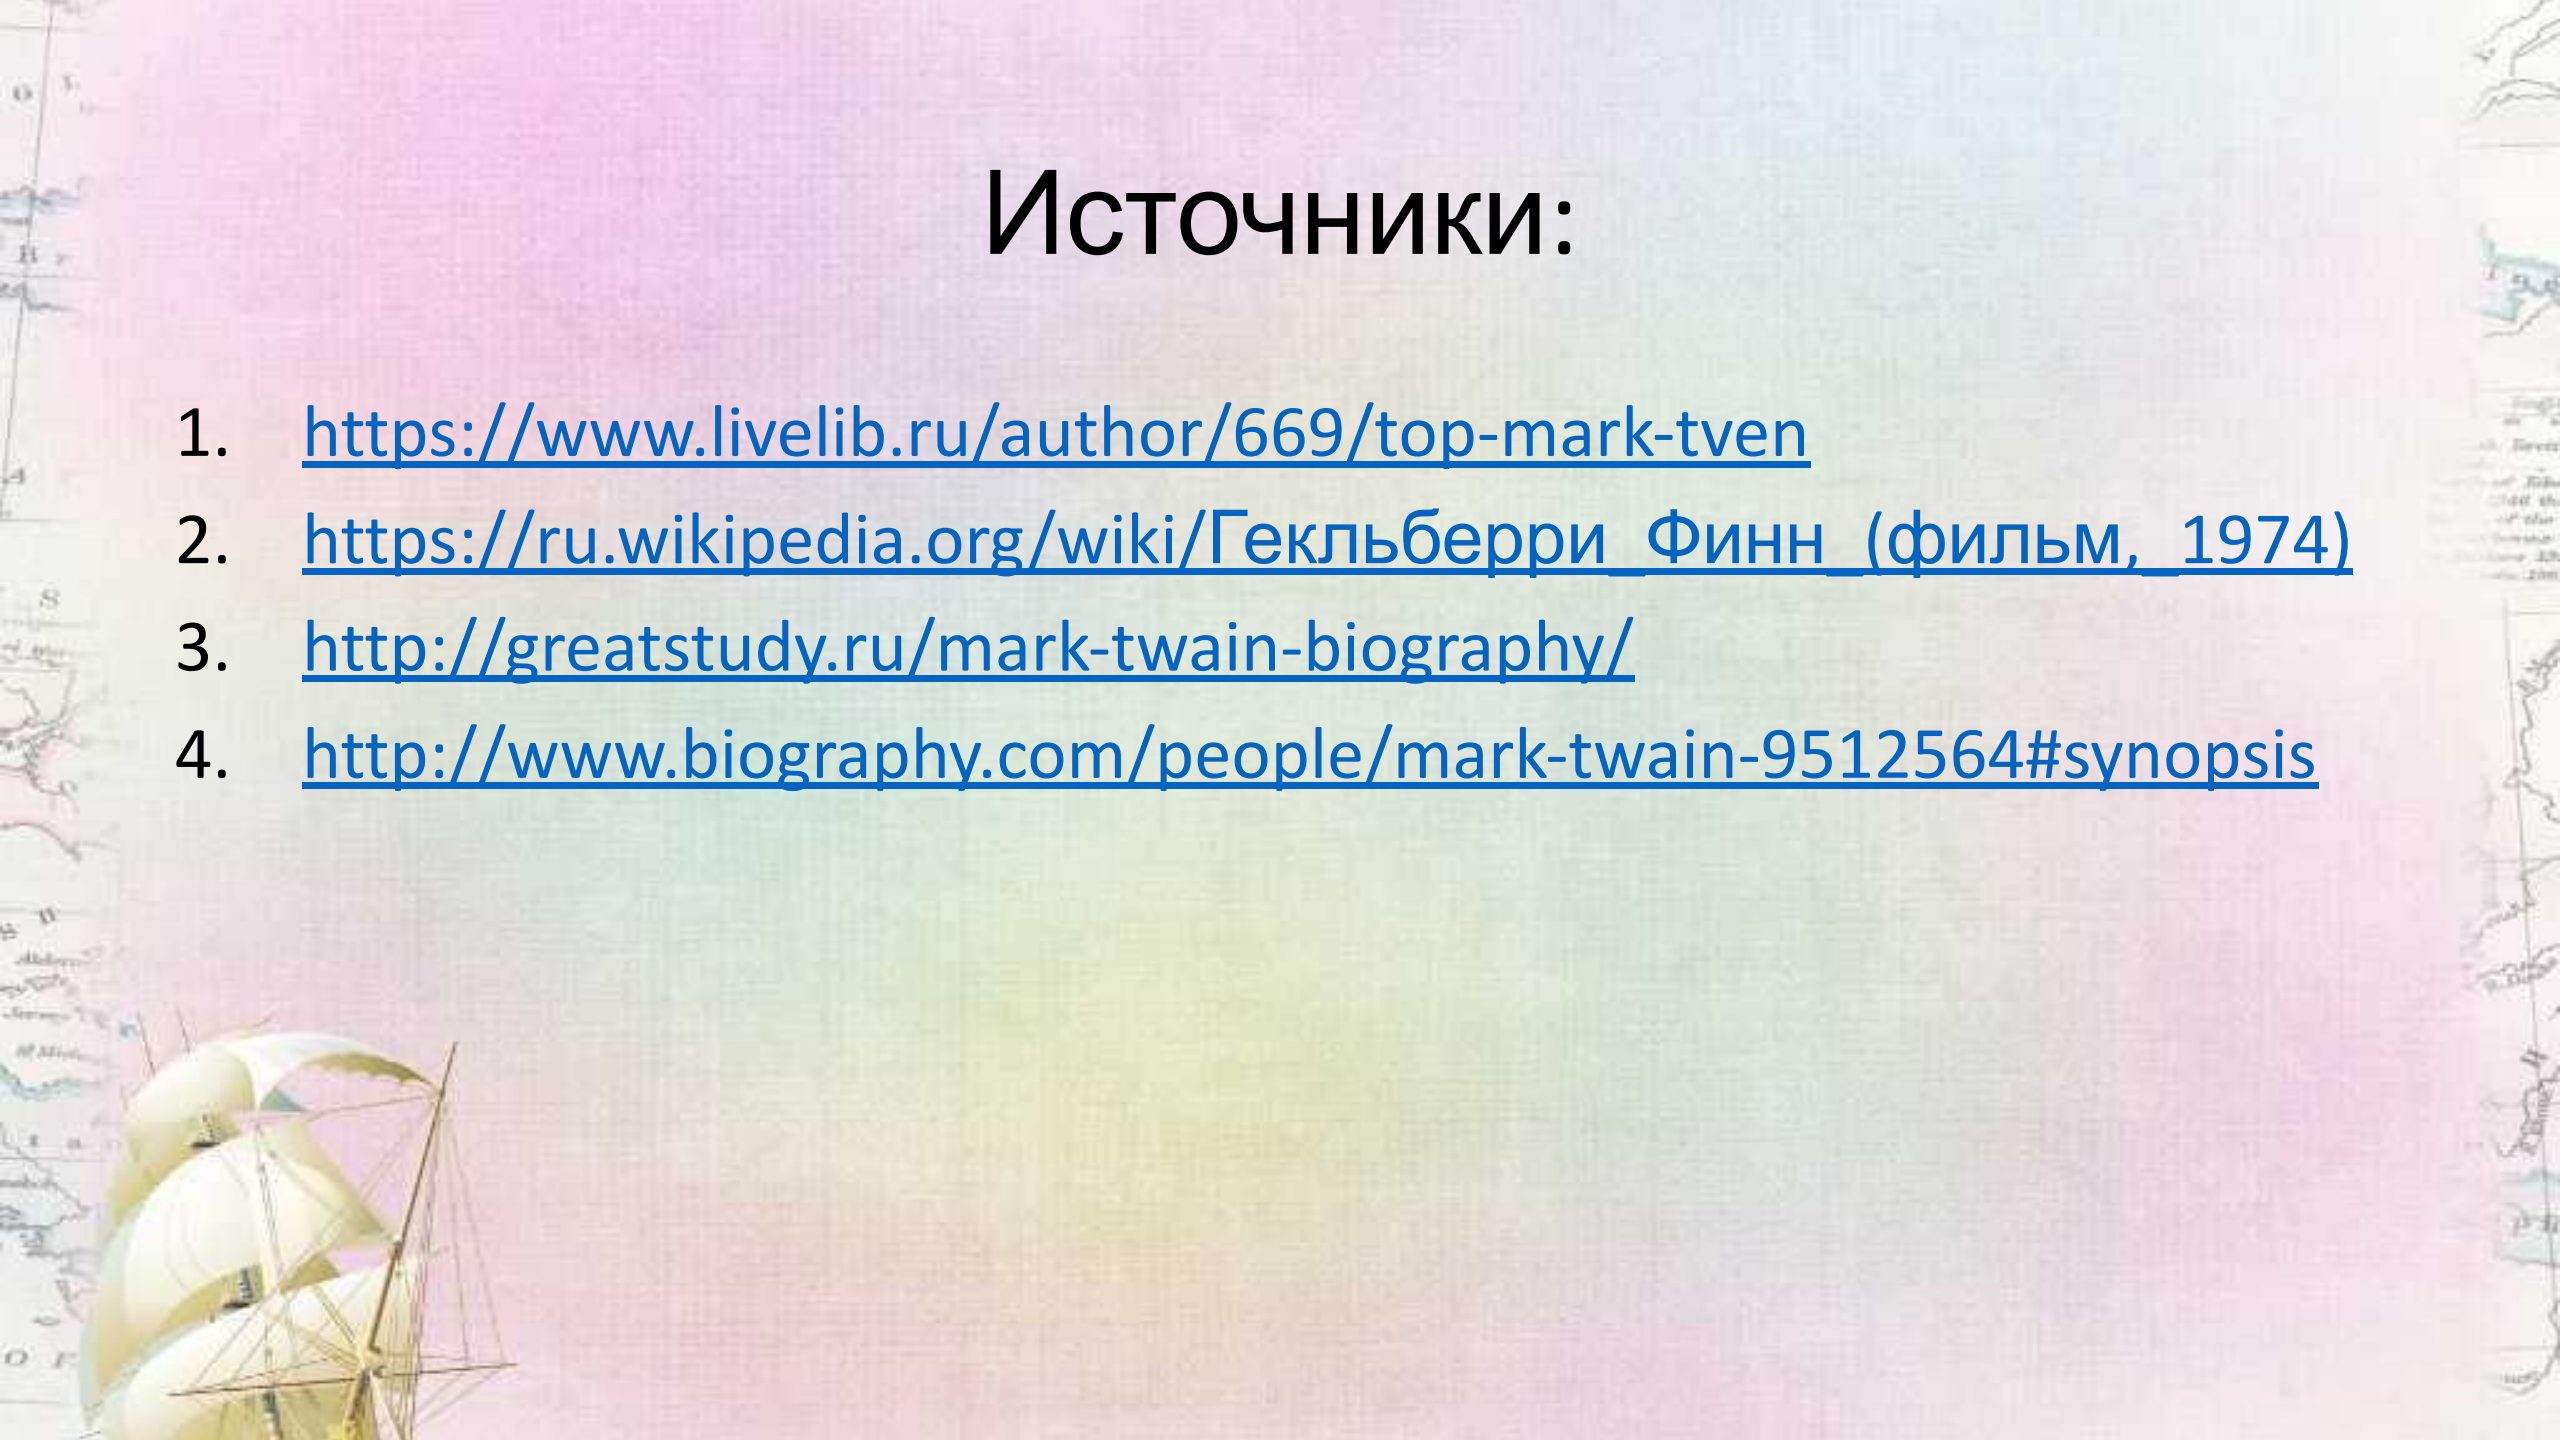 Источники:
1. https://www.livelib.ru/author/669/top-mark-tven
2. https://ru.wikipedia.org/wiki/Гекльберри_Финн_(фильм,_1974)
3. http://greatstudy.ru/mark-twain-biography/
4. http://www.biography.com/people/mark-twain-9512564#synopsis